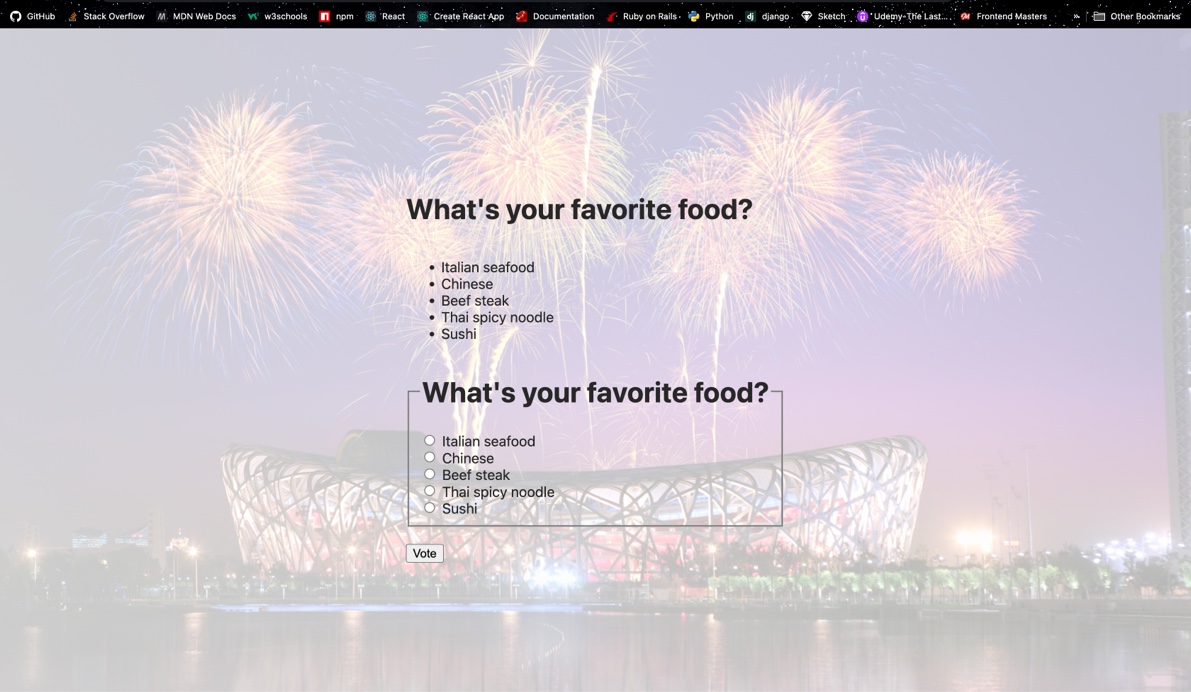 GitHub Stack Overflow MDN Web Docs w3schools npm React Create React App Documentation Ruby on Rails · Python django Sketch Udemy-The Last... Frontend Masters » Other Bookmarks
What's your favorite food?
• Italian seafood
• Chinese
• Beef steak
• Thai spicy noodle
• Sushi
What's your favorite food?
Italian seafood
Chinese
Beef steak
Thai spicy noodle
Sushi
Vote